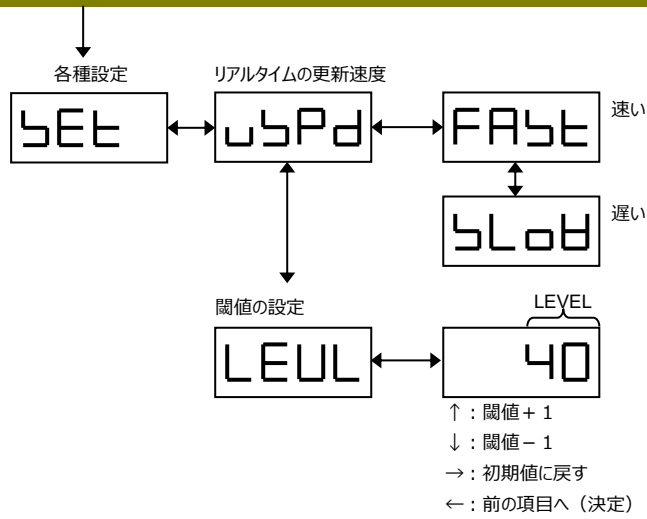 各種設定
リアルタイムの更新速度
SEt
vSPd
FASt
速い
SLoW
遅い
閾値の設定
LEVEL
LEUL
40
↑：閾値＋１
↓：閾値－１
→：初期値に戻す
←：前の項目へ（決定）